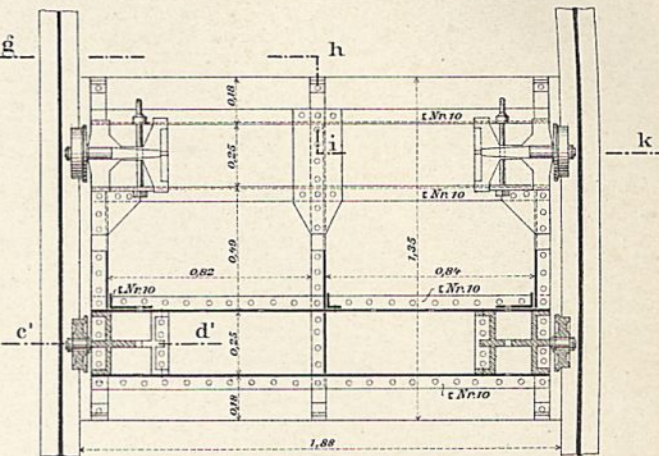 g
h
0,18
t Nr. 10
0,25
i
k
t Nr. 10
0,49
1,35
0,82
0,84
t Nr. 10
t Nr. 10
c'
d'
0,25
0,18
t Nr. 10
1,88